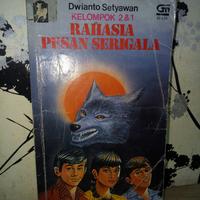 Dwianto Setyawan
KELOMPOK 2&1
RAHASIA
PESAN SERIGALA